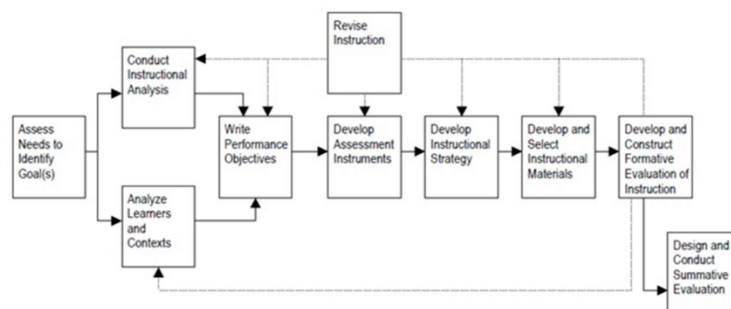 Revise
Instruction
Conduct
Instructional
Analysis
Assess
Needs to
Identify
Goal(s)
Write
Performance
Objectives
Develop
Assessment
Instruments
Develop
Instructional
Strategy
Develop and
Select
Instructional
Materials
Develop and
Construct
Formative
Evaluation of
Instruction
Analyze
Learners
and
Contexts
Design and
Conduct
Summative
Evaluation